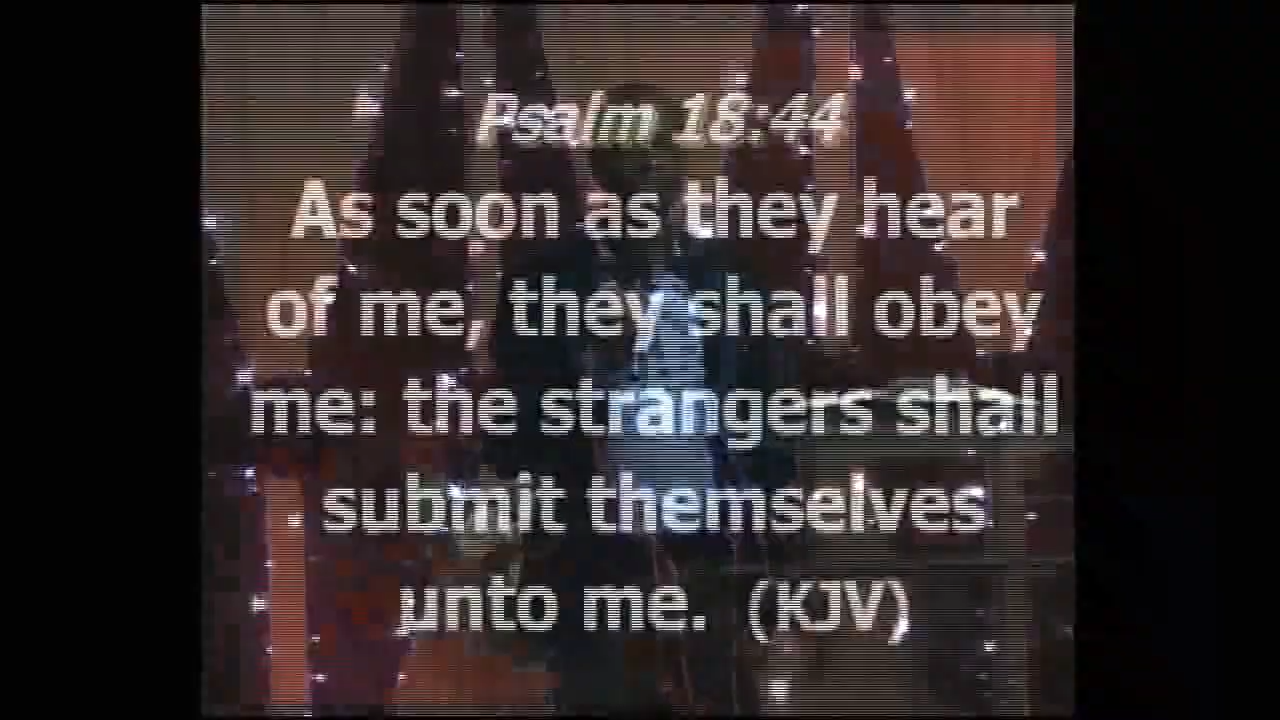 Psalm 18:44
As soon as they hear
of me, they shall obey
me: the strangers shall
submit themselves
unto me. (KJV)